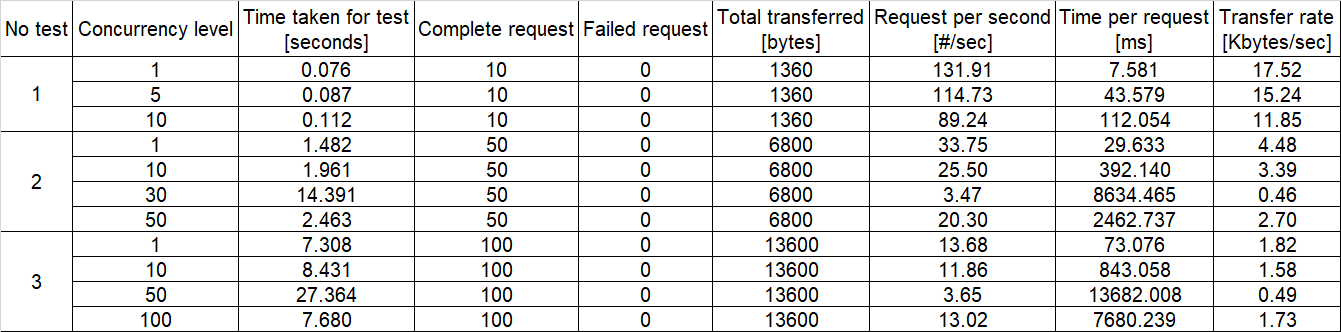 No test Concurrency level Time taken for test [seconds] Complete request Failed request Total transferred [bytes] Request per second [#/sec] Time per request [ms] Transfer rate [Kbytes/sec]
1 1 0.076 10 0 1360 131.91 7.581 17.52
5 0.087 10 0 1360 114.73 43.579 15.24
10 0.112 10 0 1360 89.24 112.054 11.85
2 1 1.482 50 0 6800 33.75 29.633 4.48
10 1.961 50 0 6800 25.50 392.140 3.39
30 14.391 50 0 6800 3.47 8634.465 0.46
50 2.463 50 0 6800 20.30 2462.737 2.70
3 1 7.308 100 0 13600 13.68 73.076 1.82
10 8.431 100 0 13600 11.86 843.058 1.58
50 27.364 100 0 13600 3.65 13682.008 0.49
100 7.680 100 0 13600 13.02 7680.239 1.73